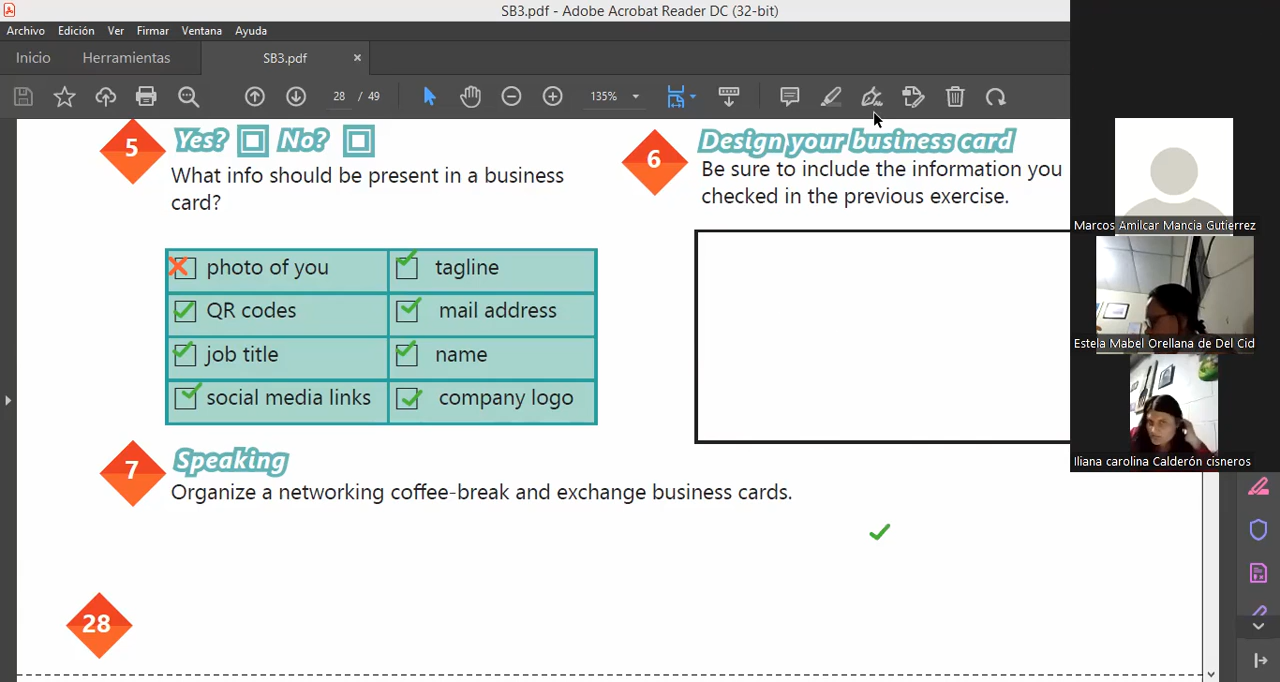 SB3.pdf - Adobe Acrobat Reader DC (32-bit)
Archivo Edición Ver Firmar Ventana Ayuda
Inicio Herramientas SB3.pdf ×
28 / 49 135%
5 Yes? No?
What info should be present in a business
card?
photo of you tagline
QR codes mail address
job title name
social media links company logo
6 Design your business card
Be sure to include the information you
checked in the previous exercise.
7 Speaking
Organize a networking coffee-break and exchange business cards.
28
Marcos Amilcar Mancia Gutierrez
Estela Mabel Orellana de Del Cid
Iliana carolina Calderón cisneros